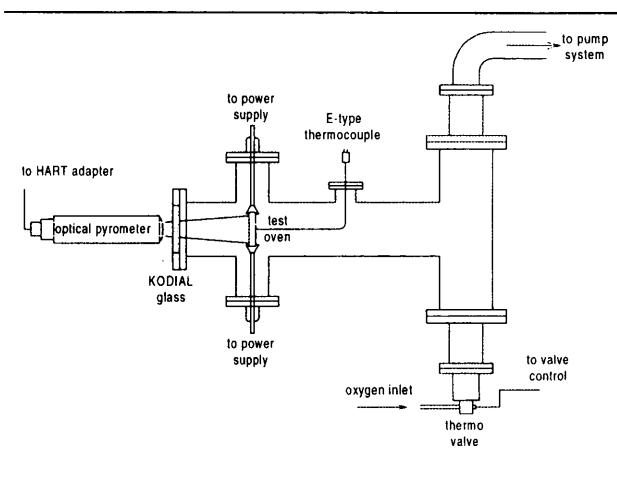 to pump
system
to power
supply
E-type
thermocouple
to HART adapter
optical pyrometer
test
oven
KODIAL
glass
to power
supply
to valve
control
oxygen inlet
thermo
valve